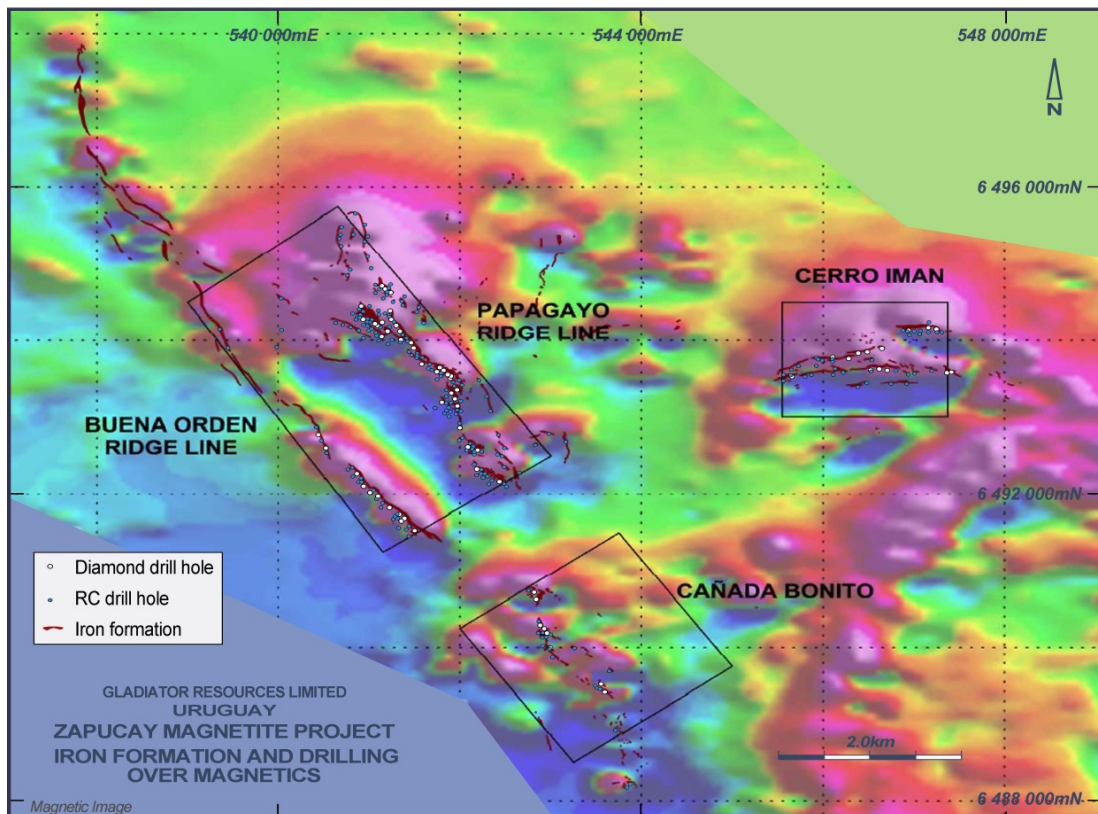 540 000mE
544 000mE
548 000mE
N
6 496 000mN
CERRO IMAN
PAPAGAYO
RIDGE LINE
BUENA ORDEN
RIDGE LINE
6 492 000mN
Diamond drill hole
RC drill hole
Iron formation
CAÑADA BONITO
GLADIATOR RESOURCES LIMITED
URUGUAY
ZAPUCAY MAGNETITE PROJECT
IRON FORMATION AND DRILLING
OVER MAGNETICS
2.0km
6 488 000mN
Magnetic Image